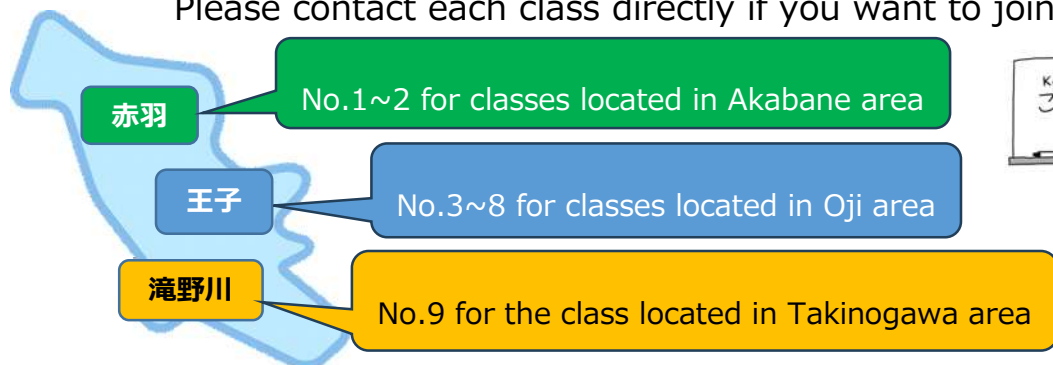 Please contact each class directly if you want to join
赤羽
No.1~2 for classes located in Akabane area
王子
No.3~8 for classes located in Oji area
滝野川
No.9 for the class located in Takinogawa area